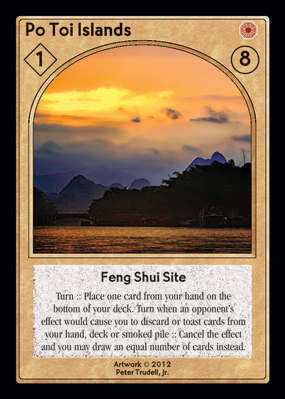 Po Toi Islands
1
8
Feng Shui Site
Turn :: Place one card from your hand on the
bottom of your deck. Turn when an opponent's
effect would cause you to discard or toast cards from
your hand, deck or smoked pile :: Cancel the effect
and you may draw an equal number of cards instead.
Artwork © 2012
Peter Trudell, Jr.